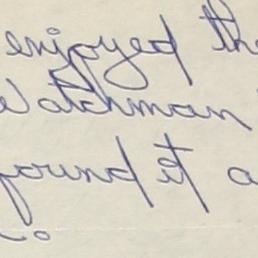 enjoyed the
Watchman
found it a